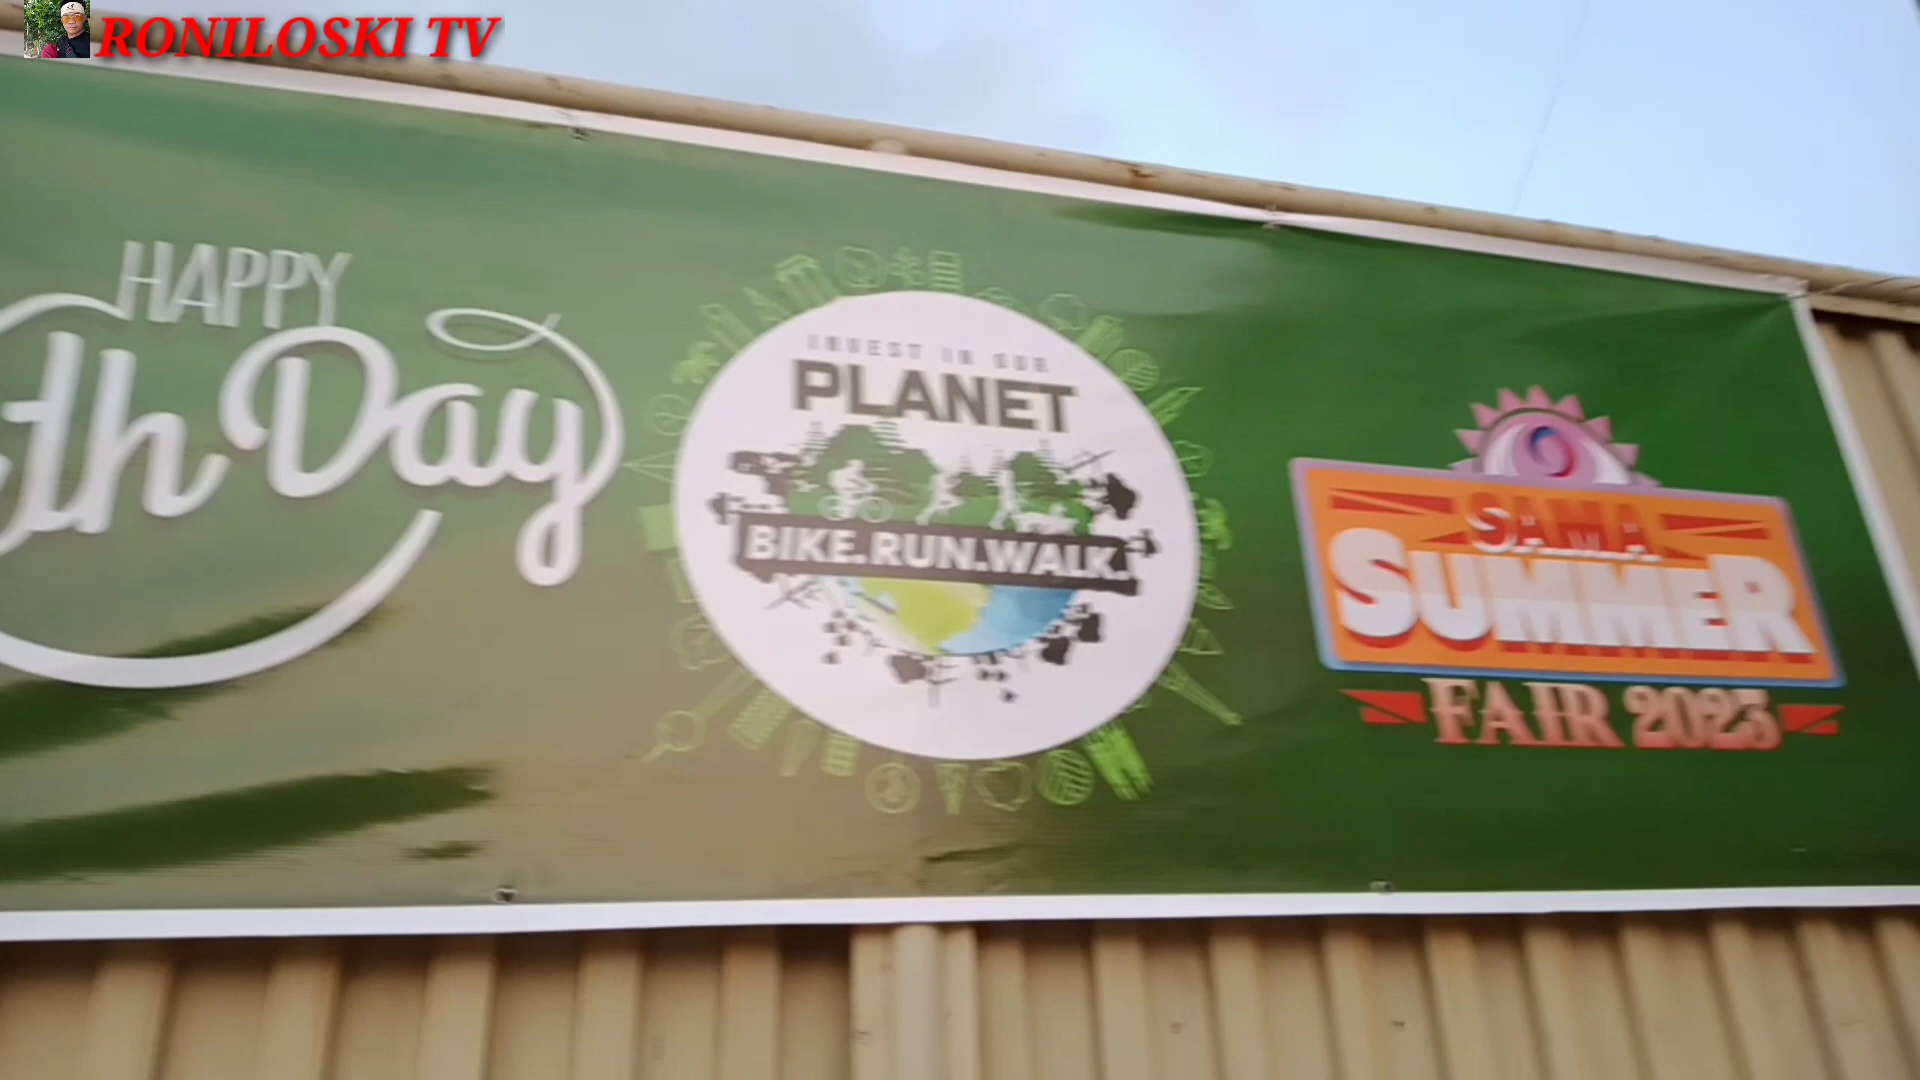 RONILOSKI TV
HAPPY
th Day
INVEST IN OUR
PLANET
BIKE.RUN.WALK.
SAMA
SUMMER
FAIR 2023